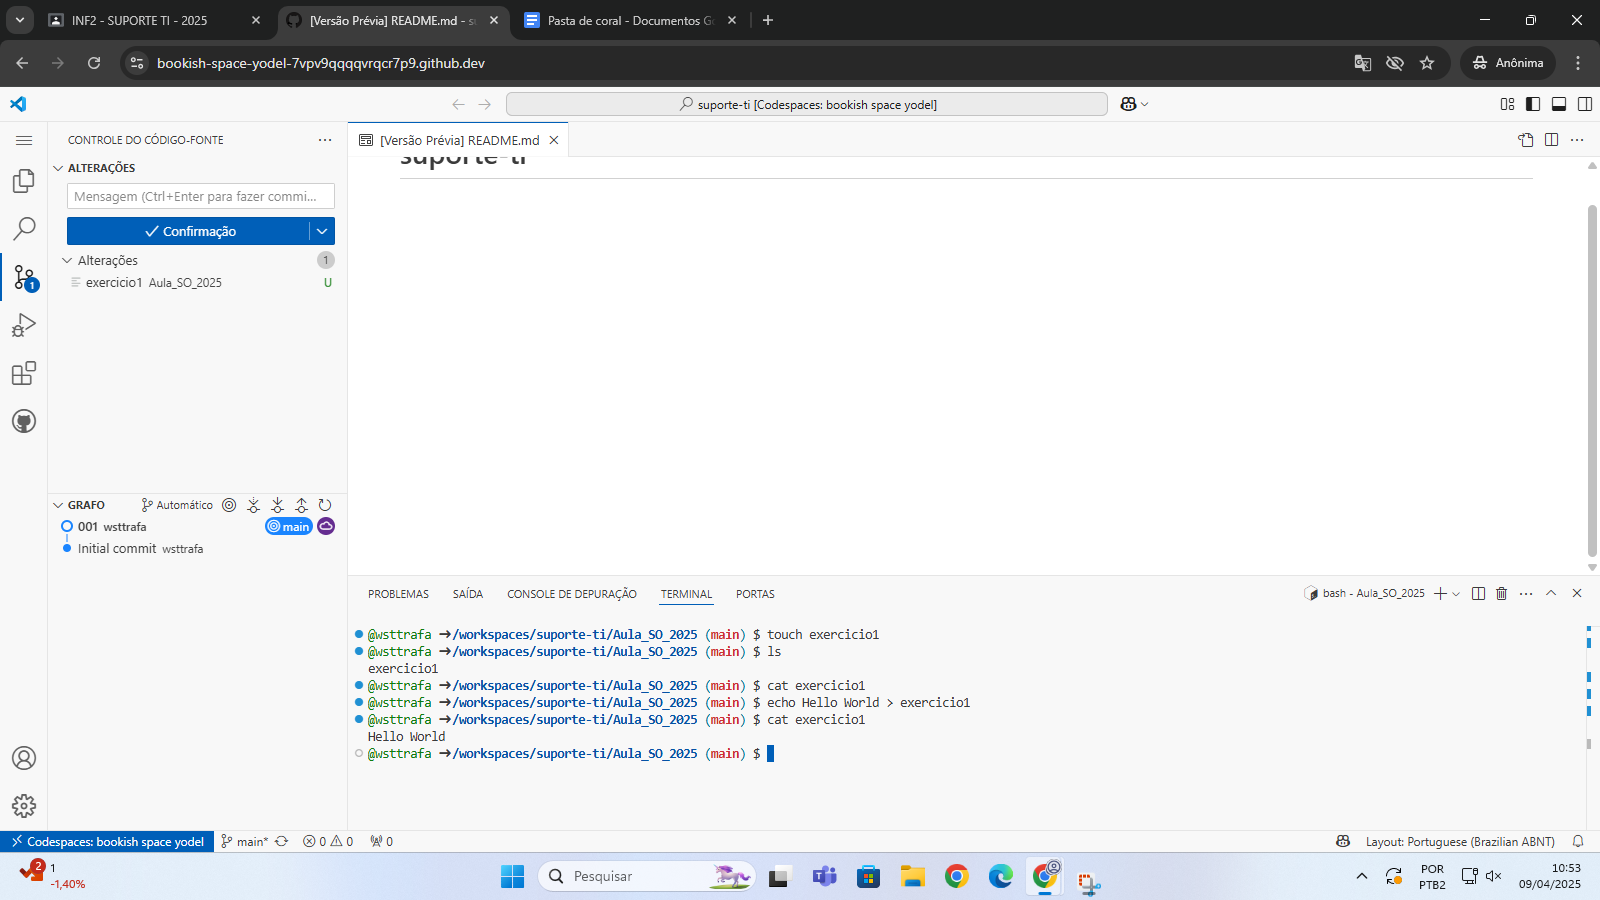 INF2 - SUPORTE TI - 2025
[Versão Prévia] README.md - su
Pasta de coral - Documentos Go
bookish-space-yodel-7vpv9qqqqvrqcr7p9.github.dev
Anônima
suporte-ti [Codespaces: bookish space yodel]
CONTROLE DO CÓDIGO-FONTE
[Versão Prévia] README.md
ALTERAÇÕES
suporte-ti
Mensagem (Ctrl+Enter para fazer commi...
Confirmação
Alterações
1
exercicio1 Aula_SO_2025
U
1
GRAFO
Automático
001 wsttrafa
main
Initial commit wsttrafa
PROBLEMAS
SAÍDA
CONSOLE DE DEPURAÇÃO
TERMINAL
PORTAS
bash - Aula_SO_2025
@wsttrafa ➜/workspaces/suporte-ti/Aula_SO_2025 (main) $ touch exercicio1
@wsttrafa ➜/workspaces/suporte-ti/Aula_SO_2025 (main) $ ls
exercicio1
@wsttrafa ➜/workspaces/suporte-ti/Aula_SO_2025 (main) $ cat exercicio1
@wsttrafa ➜/workspaces/suporte-ti/Aula_SO_2025 (main) $ echo Hello World > exercicio1
@wsttrafa ➜/workspaces/suporte-ti/Aula_SO_2025 (main) $ cat exercicio1
Hello World
@wsttrafa ➜/workspaces/suporte-ti/Aula_SO_2025 (main) $
Codespaces: bookish space yodel
main*
0
0
0
Layout: Portuguese (Brazilian ABNT)
2
1
-1,40%
Pesquisar
POR
PTB2
10:53
09/04/2025